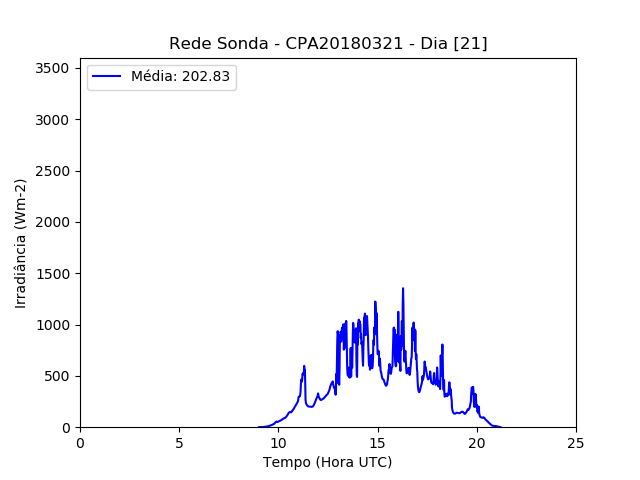 Rede Sonda - CPA20180321 - Dia [21]
Média: 202.83
3500
3000
2500
2000
1500
1000
500
0
Irradiância (Wm-2)
0 5 10 15 20 25
Tempo (Hora UTC)